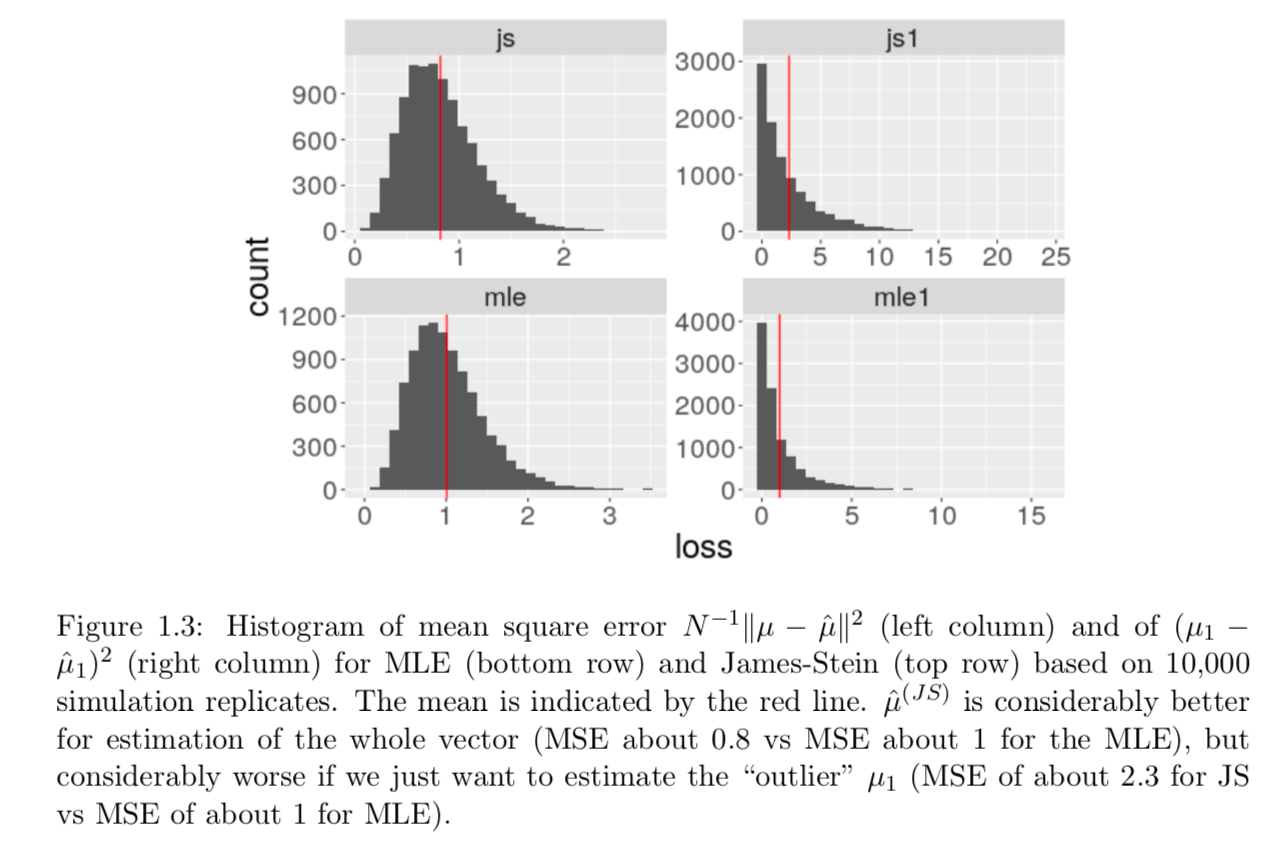 js
js1
900
600
300
0
0 1 2
3000
2000
1000
0
0 5 10 15 20 25
count
mle
mle1
1200
900
600
300
0
0 1 2 3
4000
3000
2000
1000
0
0 5 10 15
loss
Figure 1.3: Histogram of mean square error N⁻¹‖μ − μ̂‖² (left column) and of (μ₁ −
μ̂₁)² (right column) for MLE (bottom row) and James-Stein (top row) based on 10,000
simulation replicates. The mean is indicated by the red line. μ̂⁽ᴶˢ⁾ is considerably better
for estimation of the whole vector (MSE about 0.8 vs MSE about 1 for the MLE), but
considerably worse if we just want to estimate the “outlier” μ₁ (MSE of about 2.3 for JS
vs MSE of about 1 for MLE).